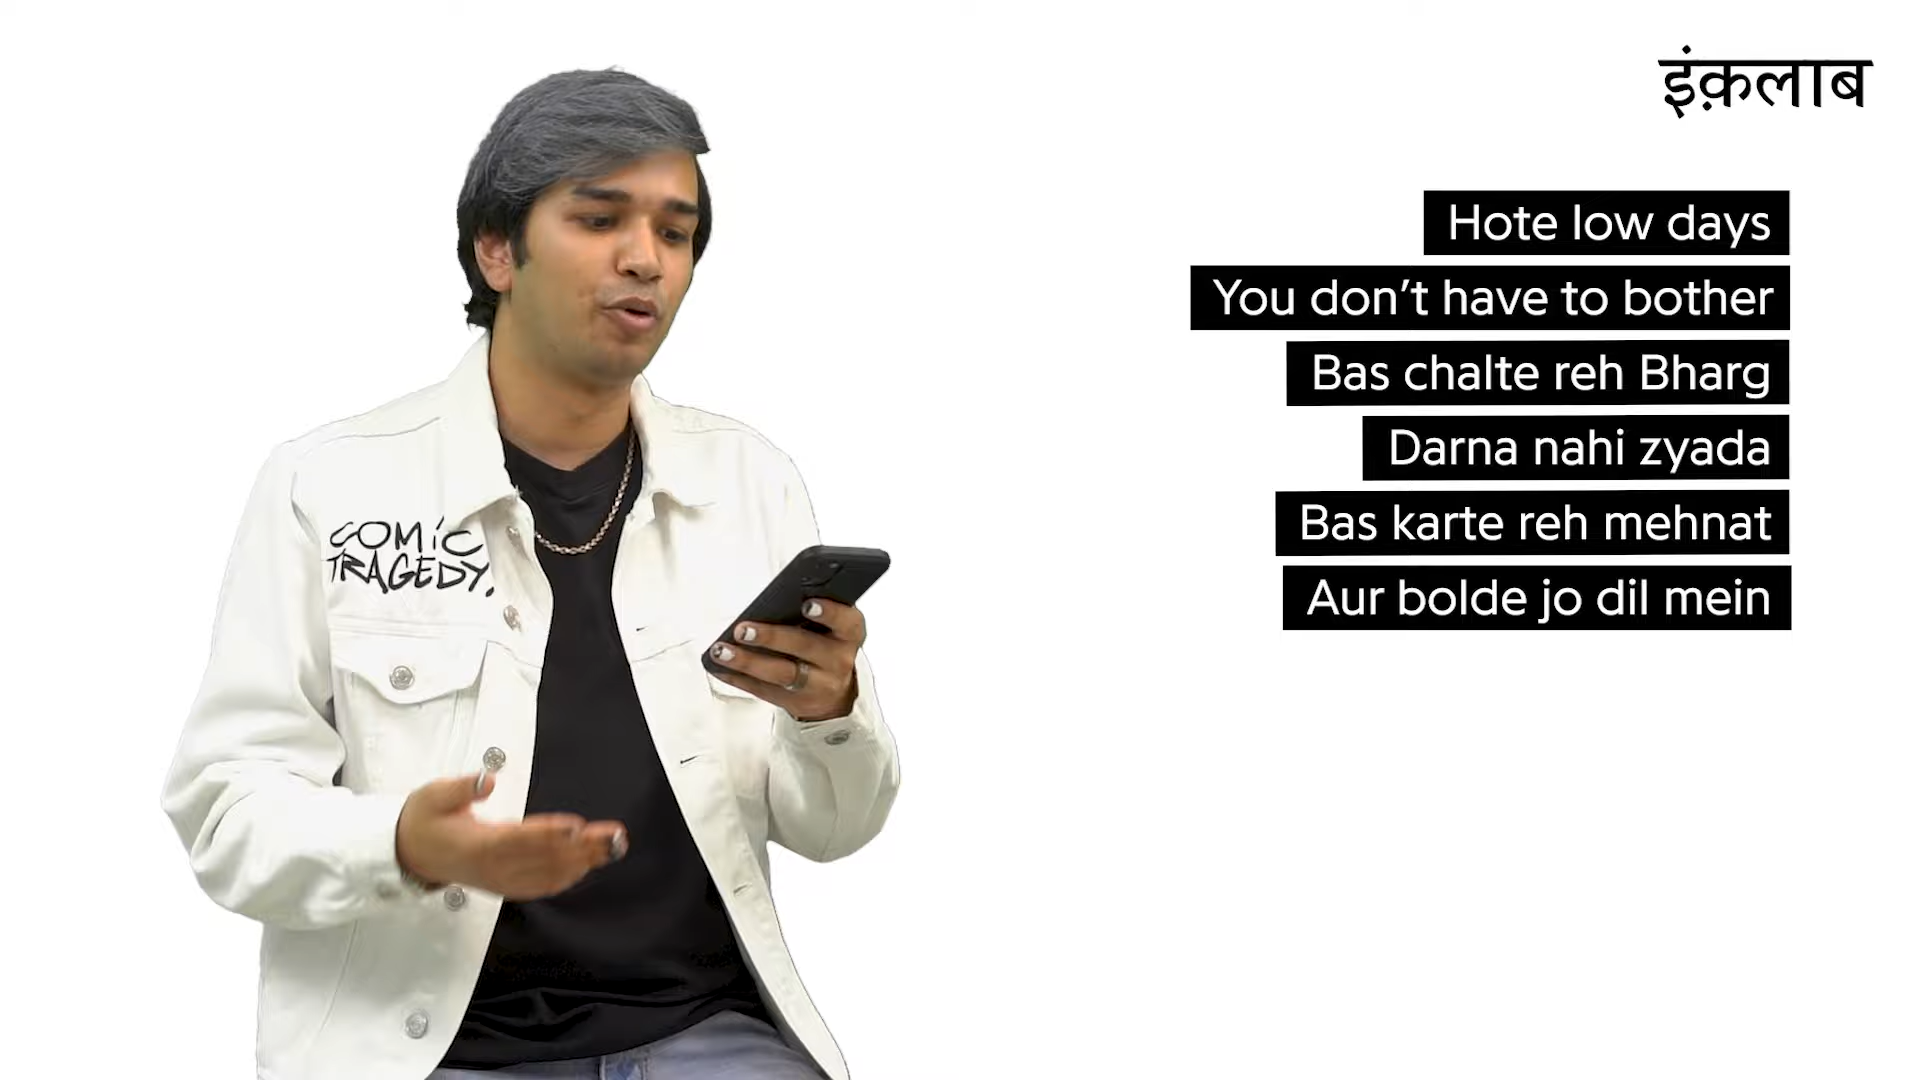 इंक़लाब
Hote low days
You don't have to bother
Bas chalte reh Bharg
Darna nahi zyada
Bas karte reh mehnat
Aur bolde jo dil mein
COMIC
TRAGEDY.